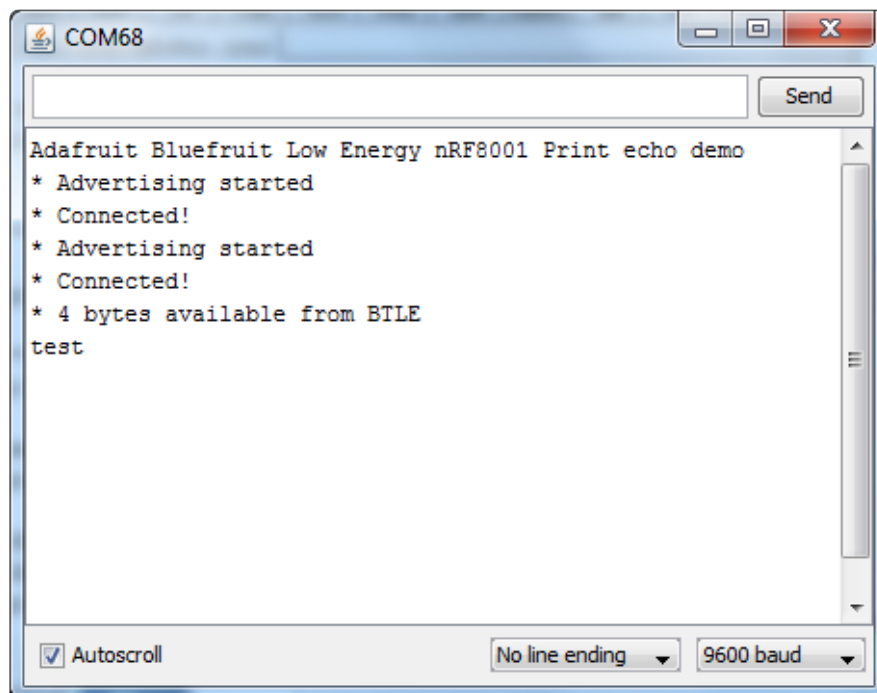 COM68
Send
Adafruit Bluefruit Low Energy nRF8001 Print echo demo
* Advertising started
* Connected!
* Advertising started
* Connected!
* 4 bytes available from BTLE
test
Autoscroll
No line ending
9600 baud